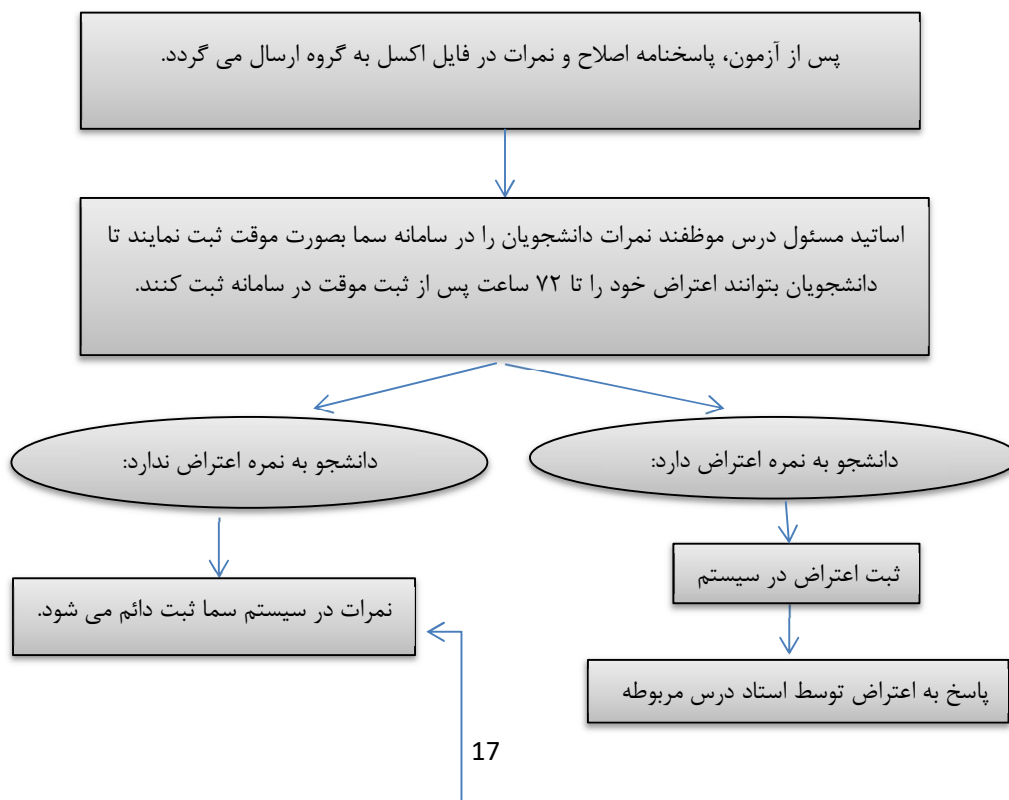 پس از آزمون، پاسخنامه اصلاح و نمرات در فایل اکسل به گروه ارسال می گردد.
اساتید مسئول درس موظفند نمرات دانشجویان را در سامانه سما بصورت موقت ثبت نمایند تا
دانشجویان بتوانند اعتراض خود را تا ۷۲ ساعت پس از ثبت موقت در سامانه ثبت کنند.
دانشجو به نمره اعتراض دارد:
دانشجو به نمره اعتراض ندارد:
ثبت اعتراض در سیستم
نمرات در سیستم سما ثبت دائم می شود.
پاسخ به اعتراض توسط استاد درس مربوطه
17